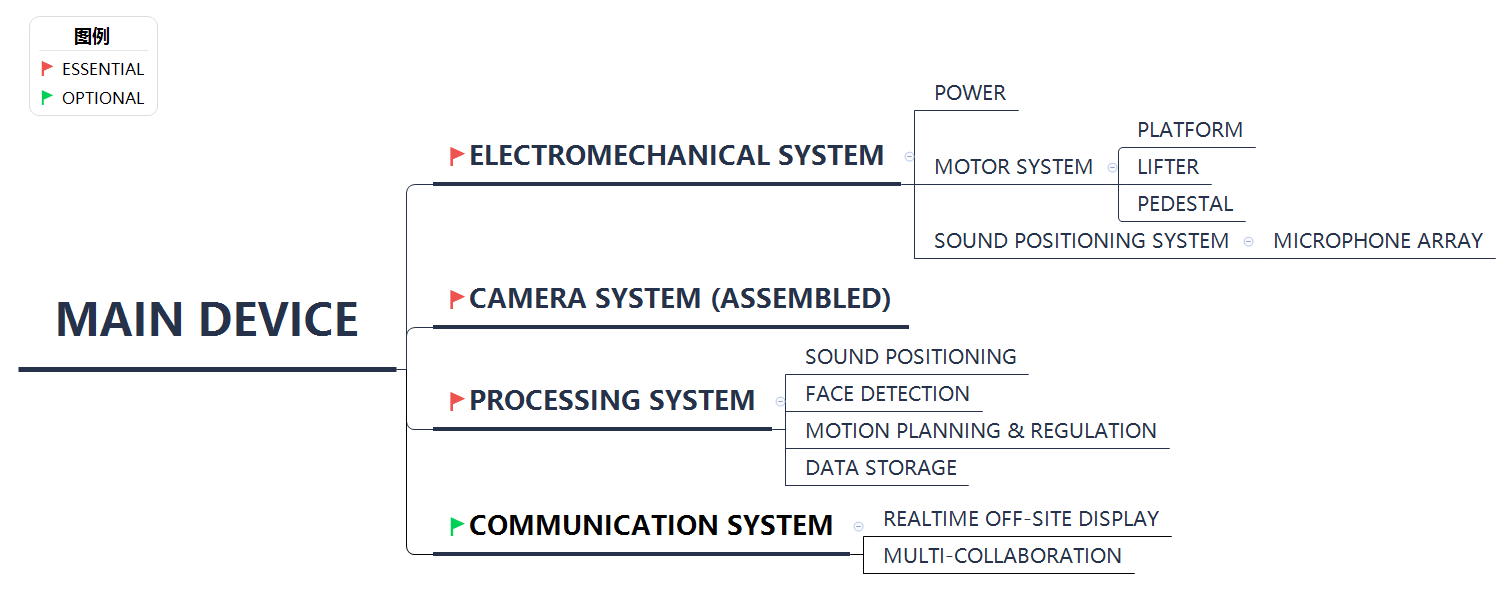 图例
ESSENTIAL
OPTIONAL
MAIN DEVICE
ELECTROMECHANICAL SYSTEM
POWER
MOTOR SYSTEM
PLATFORM
LIFTER
PEDESTAL
SOUND POSITIONING SYSTEM
MICROPHONE ARRAY
CAMERA SYSTEM (ASSEMBLED)
PROCESSING SYSTEM
SOUND POSITIONING
FACE DETECTION
MOTION PLANNING & REGULATION
DATA STORAGE
COMMUNICATION SYSTEM
REALTIME OFF-SITE DISPLAY
MULTI-COLLABORATION